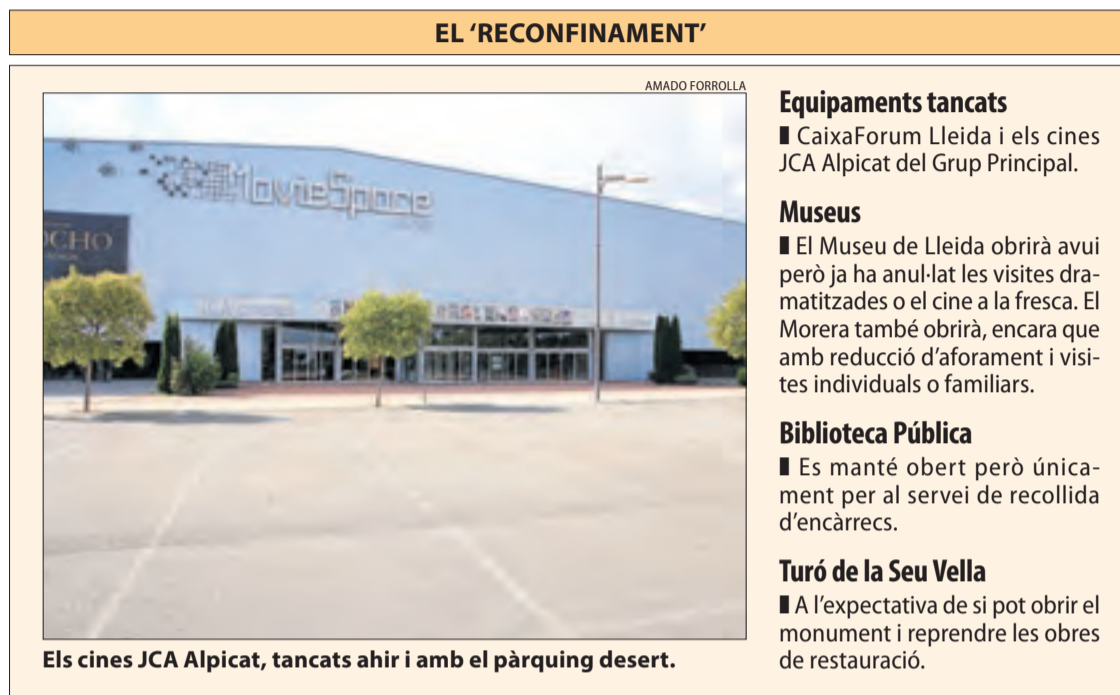 EL ‘RECONFINAMENT’
AMADO FORROLLA
MovieSpace
OCHO
Els cines JCA Alpicat, tancats ahir i amb el pàrquing desert.
Equipaments tancats
▮ CaixaForum Lleida i els cines
JCA Alpicat del Grup Principal.
Museus
▮ El Museu de Lleida obrirà avui
però ja ha anul·lat les visites dra-
matitzades o el cine a la fresca. El
Morera també obrirà, encara que
amb reducció d’aforament i visi-
tes individuals o familiars.
Biblioteca Pública
▮ Es manté obert però única-
ment per al servei de recollida
d’encàrrecs.
Turó de la Seu Vella
▮ A l’expectativa de si pot obrir el
monument i reprendre les obres
de restauració.